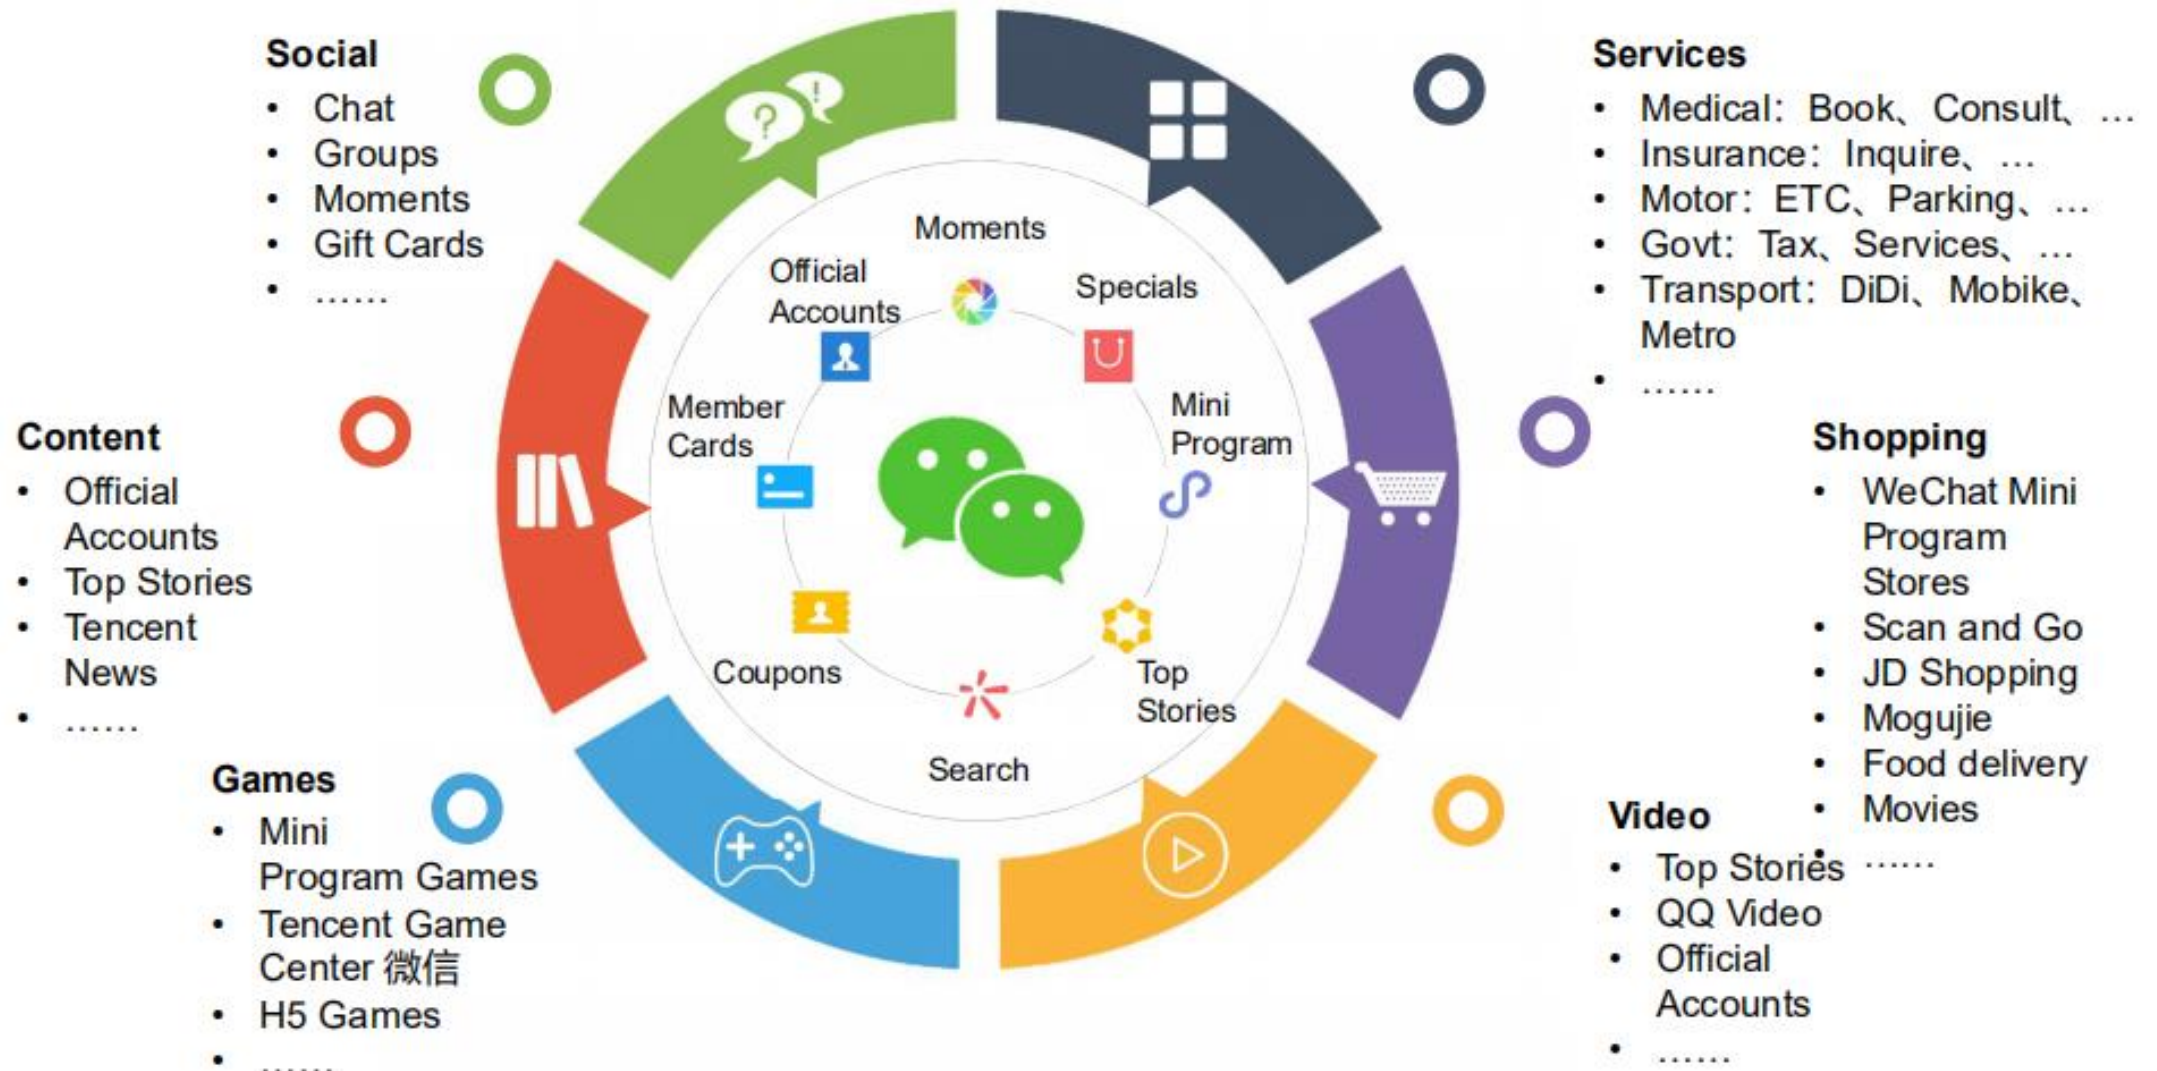 Social
• Chat
• Groups
• Moments
• Gift Cards
• ……
Content
• Official
Accounts
• Top Stories
• Tencent
News
• ……
Games
• Mini
Program Games
• Tencent Game
Center 微信
• H5 Games
• ……
Moments
Official
Accounts
Specials
Member
Cards
Mini
Program
Coupons
Top
Stories
Search
?
!
Services
• Medical：Book、Consult、…
• Insurance：Inquire、…
• Motor：ETC、Parking、…
• Govt：Tax、Services、…
• Transport：DiDi、Mobike、
Metro
• ……
Shopping
• WeChat Mini
Program
Stores
• Scan and Go
• JD Shopping
• Mogujie
• Food delivery
• Movies
• ……
Video
• Top Stories
• QQ Video
• Official
Accounts
• ……